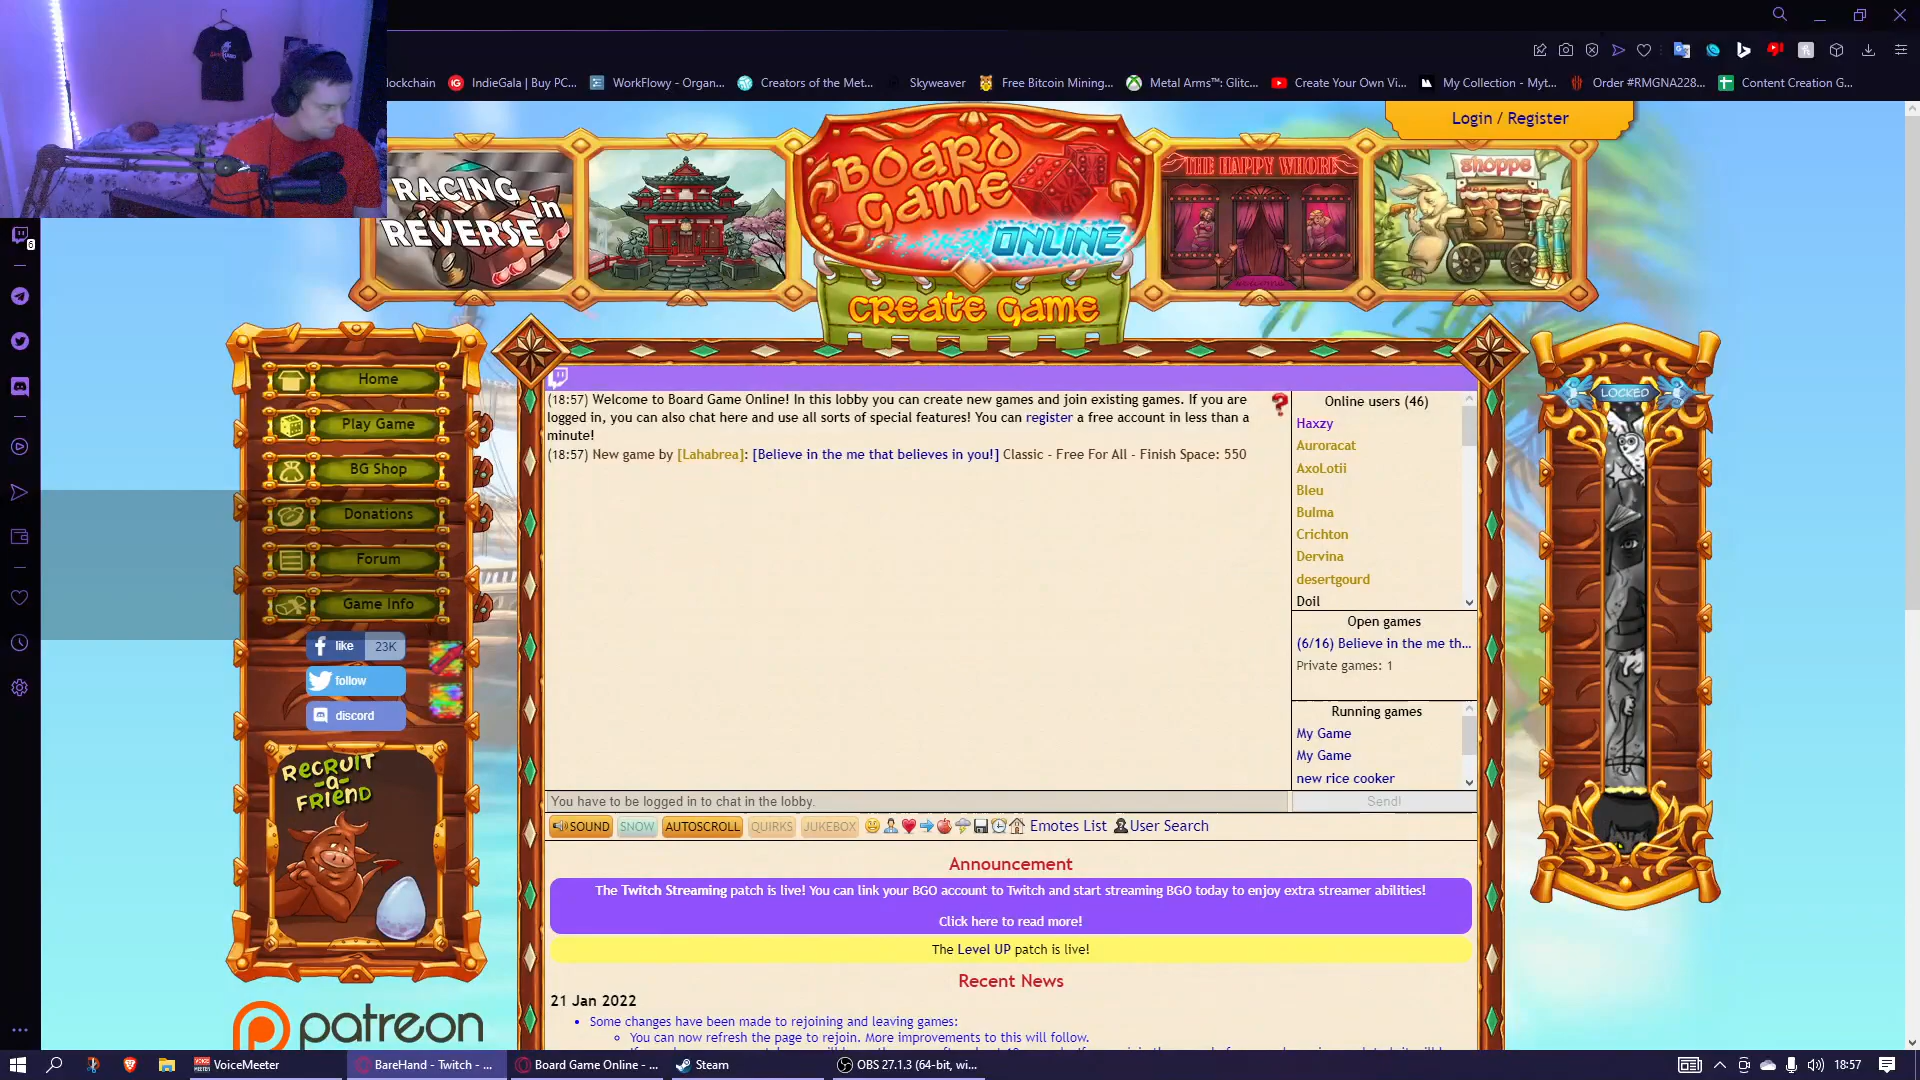 lockchain
IndieGala | Buy PC...
WorkFlowy - Organ...
Creators of the Met...
Skyweaver
Free Bitcoin Mining...
Metal Arms™: Glitc...
Create Your Own Vi...
My Collection - Myt...
Order #RMGNA228...
Content Creation G...
Login / Register
RACING
in
REVERSE
BOARD
GAME
ONLINE
THE HAPPY WHORE
shoppe
CREATE GAME
6
Home
Play Game
BG Shop
Donations
Forum
Game Info
like 23K
follow
discord
RECRUIT
-a-
FRIEND
patreon
(18:57) Welcome to Board Game Online! In this lobby you can create new games and join existing games. If you are
logged in, you can also chat here and use all sorts of special features! You can register a free account in less than a
minute!
(18:57) New game by [Lahabrea]: [Believe in the me that believes in you!] Classic - Free For All - Finish Space: 550
?
Online users (46)
Haxzy
Auroracat
AxoLotii
Bleu
Bulma
Crichton
Dervina
desertgourd
Doil
Open games
(6/16) Believe in the me th...
Private games: 1
Running games
My Game
My Game
new rice cooker
You have to be logged in to chat in the lobby.
Send!
SOUND
SNOW
AUTOSCROLL
QUIRKS
JUKEBOX
Emotes List
User Search
Announcement
The Twitch Streaming patch is live! You can link your BGO account to Twitch and start streaming BGO today to enjoy extra streamer abilities!
Click here to read more!
The Level UP patch is live!
Recent News
21 Jan 2022
Some changes have been made to rejoining and leaving games:
You can now refresh the page to rejoin. More improvements to this will follow.
LOCKED
VoiceMeeter
BareHand - Twitch - ...
Board Game Online - ...
Steam
OBS 27.1.3 (64-bit, wi...
18:57